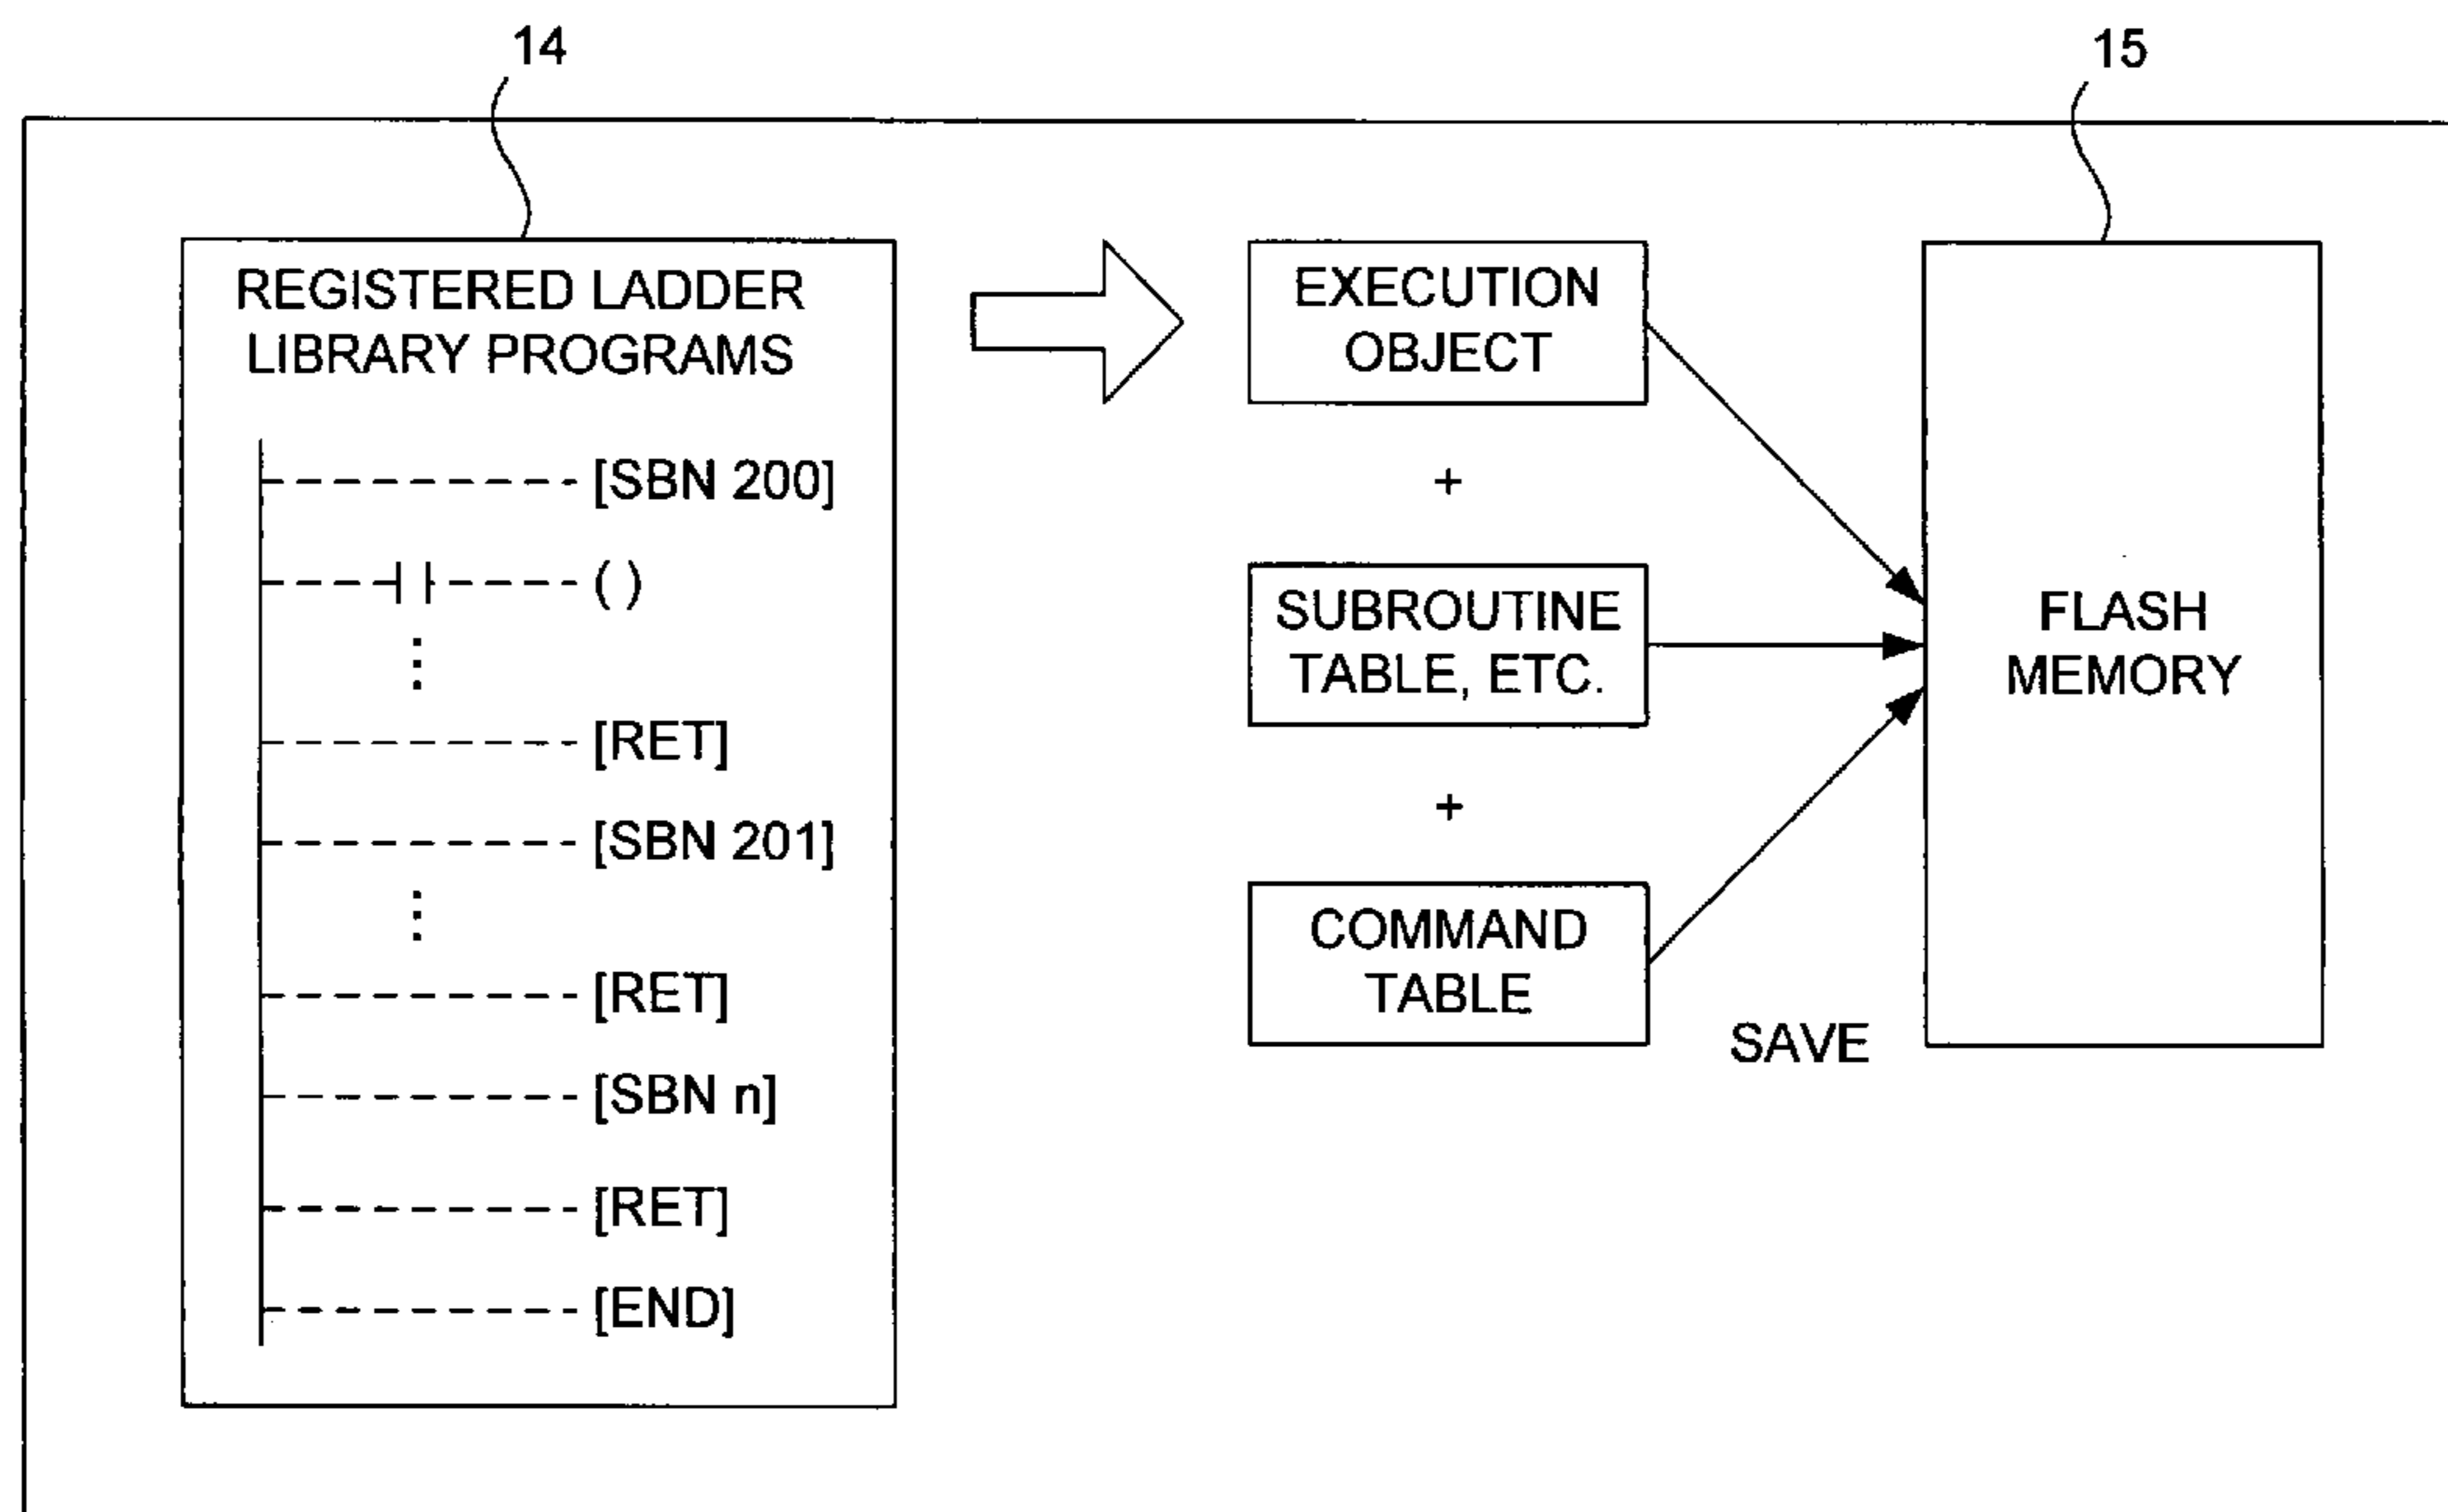 14
15
REGISTERED LADDER
LIBRARY PROGRAMS
[SBN 200]
( )
[RET]
[SBN 201]
[RET]
[SBN n]
[RET]
[END]
EXECUTION
OBJECT
+
SUBROUTINE
TABLE, ETC.
+
COMMAND
TABLE
SAVE
FLASH
MEMORY